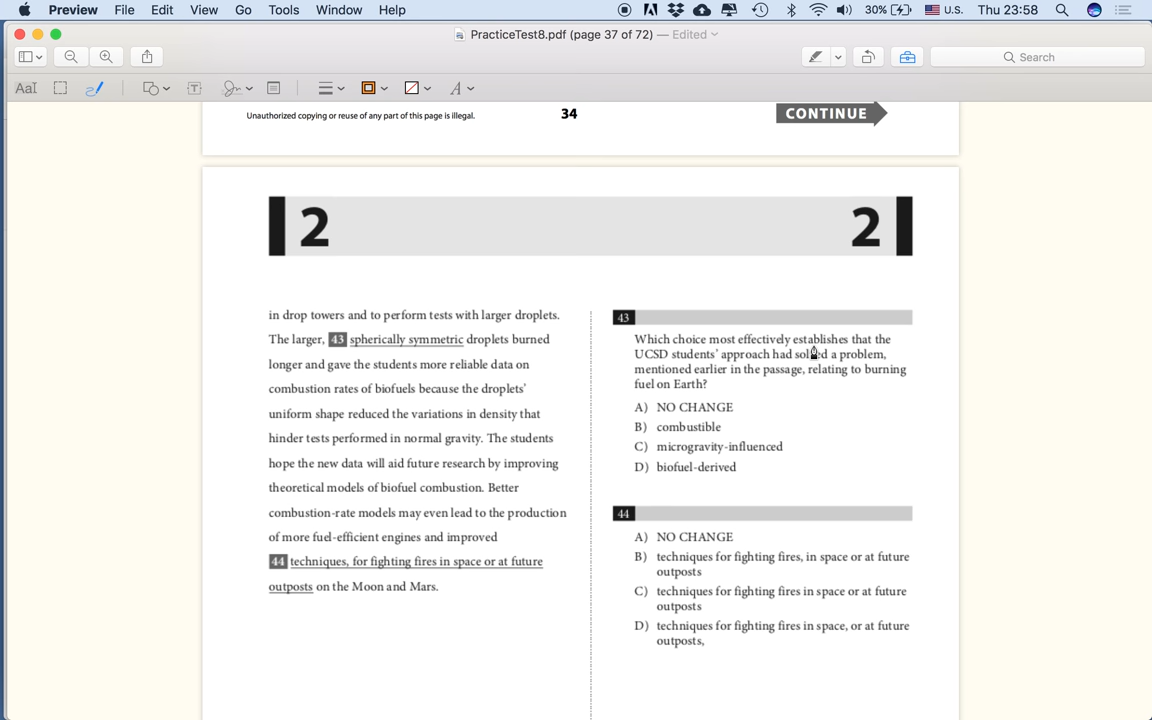 Preview File Edit View Go Tools Window Help 30% U.S. Thu 23:58
PracticeTest8.pdf (page 37 of 72) — Edited
Search
AaI T A
Unauthorized copying or reuse of any part of this page is illegal. 34 CONTINUE
2 2
in drop towers and to perform tests with larger droplets.
The larger, 43 spherically symmetric droplets burned
longer and gave the students more reliable data on
combustion rates of biofuels because the droplets’
uniform shape reduced the variations in density that
hinder tests performed in normal gravity. The students
hope the new data will aid future research by improving
theoretical models of biofuel combustion. Better
combustion-rate models may even lead to the production
of more fuel-efficient engines and improved
44 techniques, for fighting fires in space or at future
outposts on the Moon and Mars.
43
Which choice most effectively establishes that the
UCSD students’ approach had solved a problem,
mentioned earlier in the passage, relating to burning
fuel on Earth?
A) NO CHANGE
B) combustible
C) microgravity-influenced
D) biofuel-derived
44
A) NO CHANGE
B) techniques for fighting fires, in space or at future
outposts
C) techniques for fighting fires in space or at future
outposts
D) techniques for fighting fires in space, or at future
outposts,